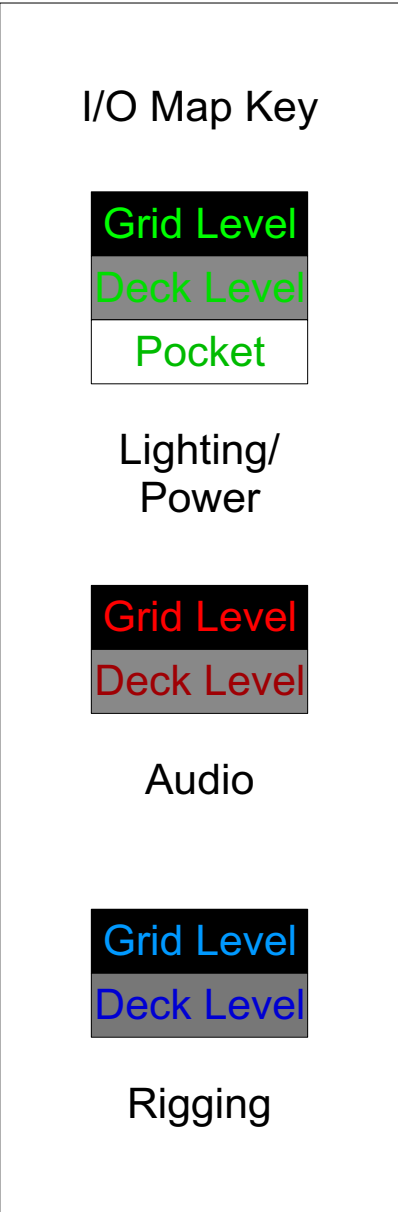 I/O Map Key
Grid Level
Deck Level
Pocket
Lighting/
Power
Grid Level
Deck Level
Audio
Grid Level
Deck Level
Rigging